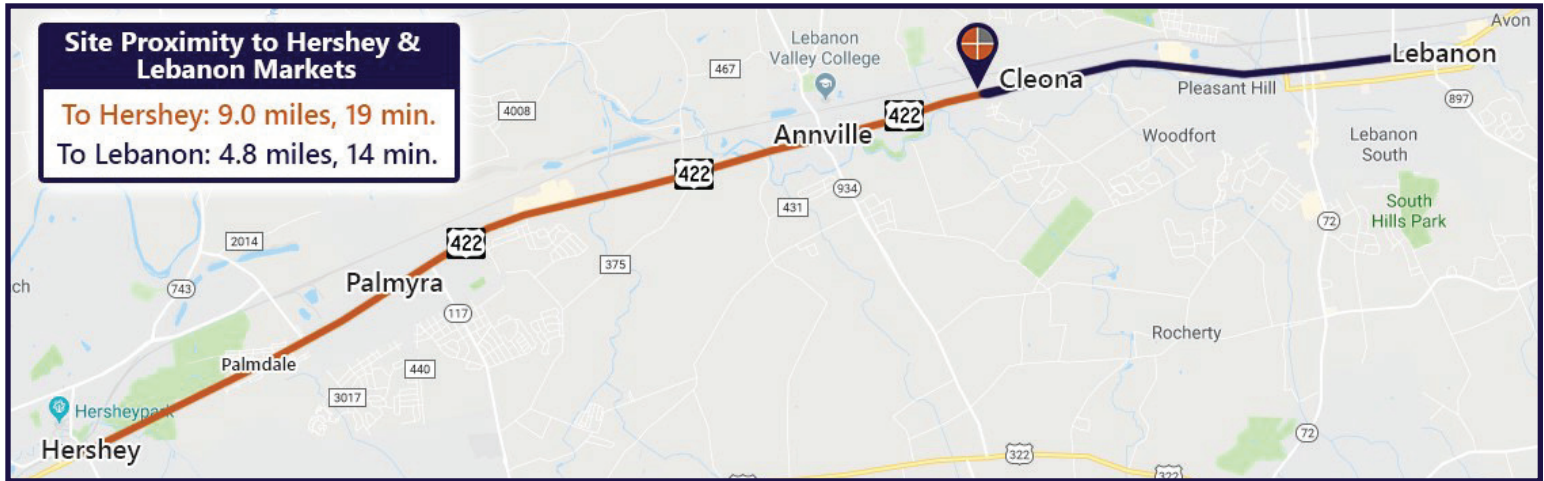 Site Proximity to Hershey &
Lebanon Markets
To Hershey: 9.0 miles, 19 min.
To Lebanon: 4.8 miles, 14 min.
Avon
Lebanon
Lebanon
Valley College
467
Cleona
Pleasant Hill
897
4008
422
Annville
Woodfort
Lebanon
South
422
934
431
South
Hills Park
72
2014
422
375
ch
743
Palmyra
117
Rocherty
Palmdale
440
3017
Hersheypark
Hershey
72
322
322